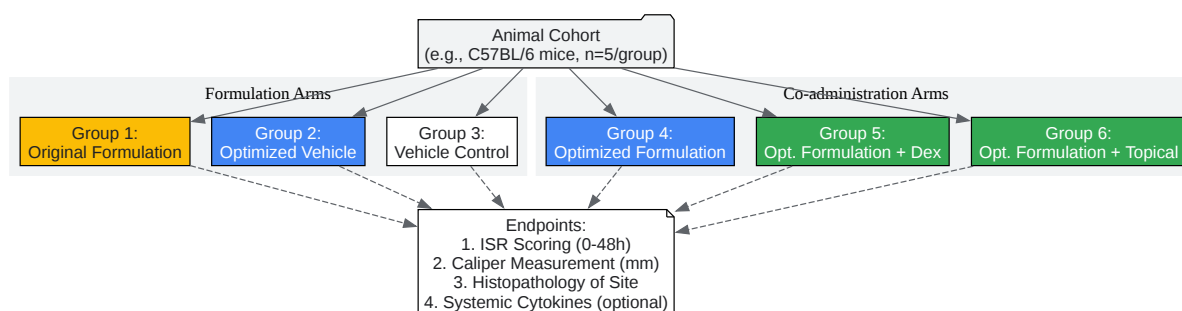 Animal Cohort
(e.g., C57BL/6 mice, n=5/group)
Formulation Arms
Co-administration Arms
Group 1:
Original Formulation
Group 2:
Optimized Vehicle
Group 3:
Vehicle Control
Group 4:
Optimized Formulation
Group 5:
Opt. Formulation + Dex
Group 6:
Opt. Formulation + Topical
Endpoints:
1. ISR Scoring (0-48h)
2. Caliper Measurement (mm)
3. Histopathology of Site
4. Systemic Cytokines (optional)